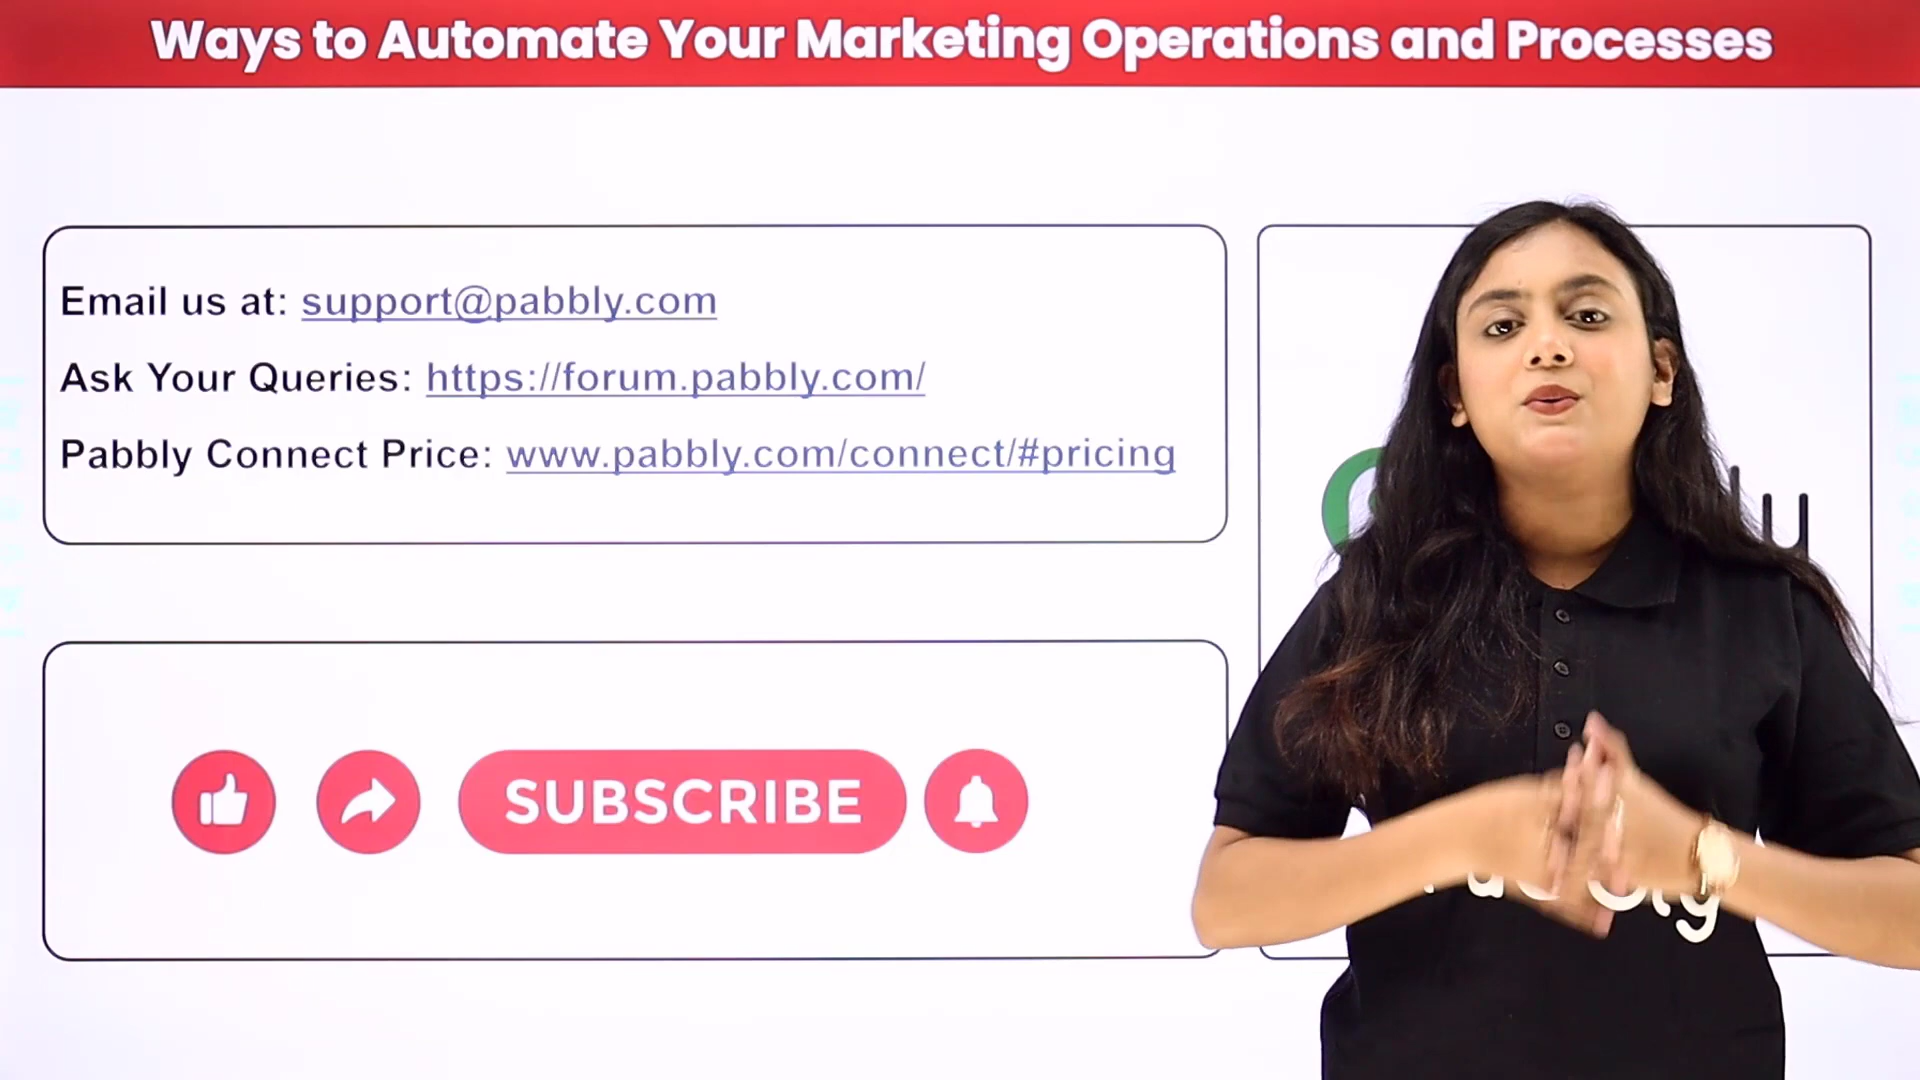 Ways to Automate Your Marketing Operations and Processes
Email us at: support@pabbly.com
Ask Your Queries: https://forum.pabbly.com/
Pabbly Connect Price: www.pabbly.com/connect/#pricing
SUBSCRIBE